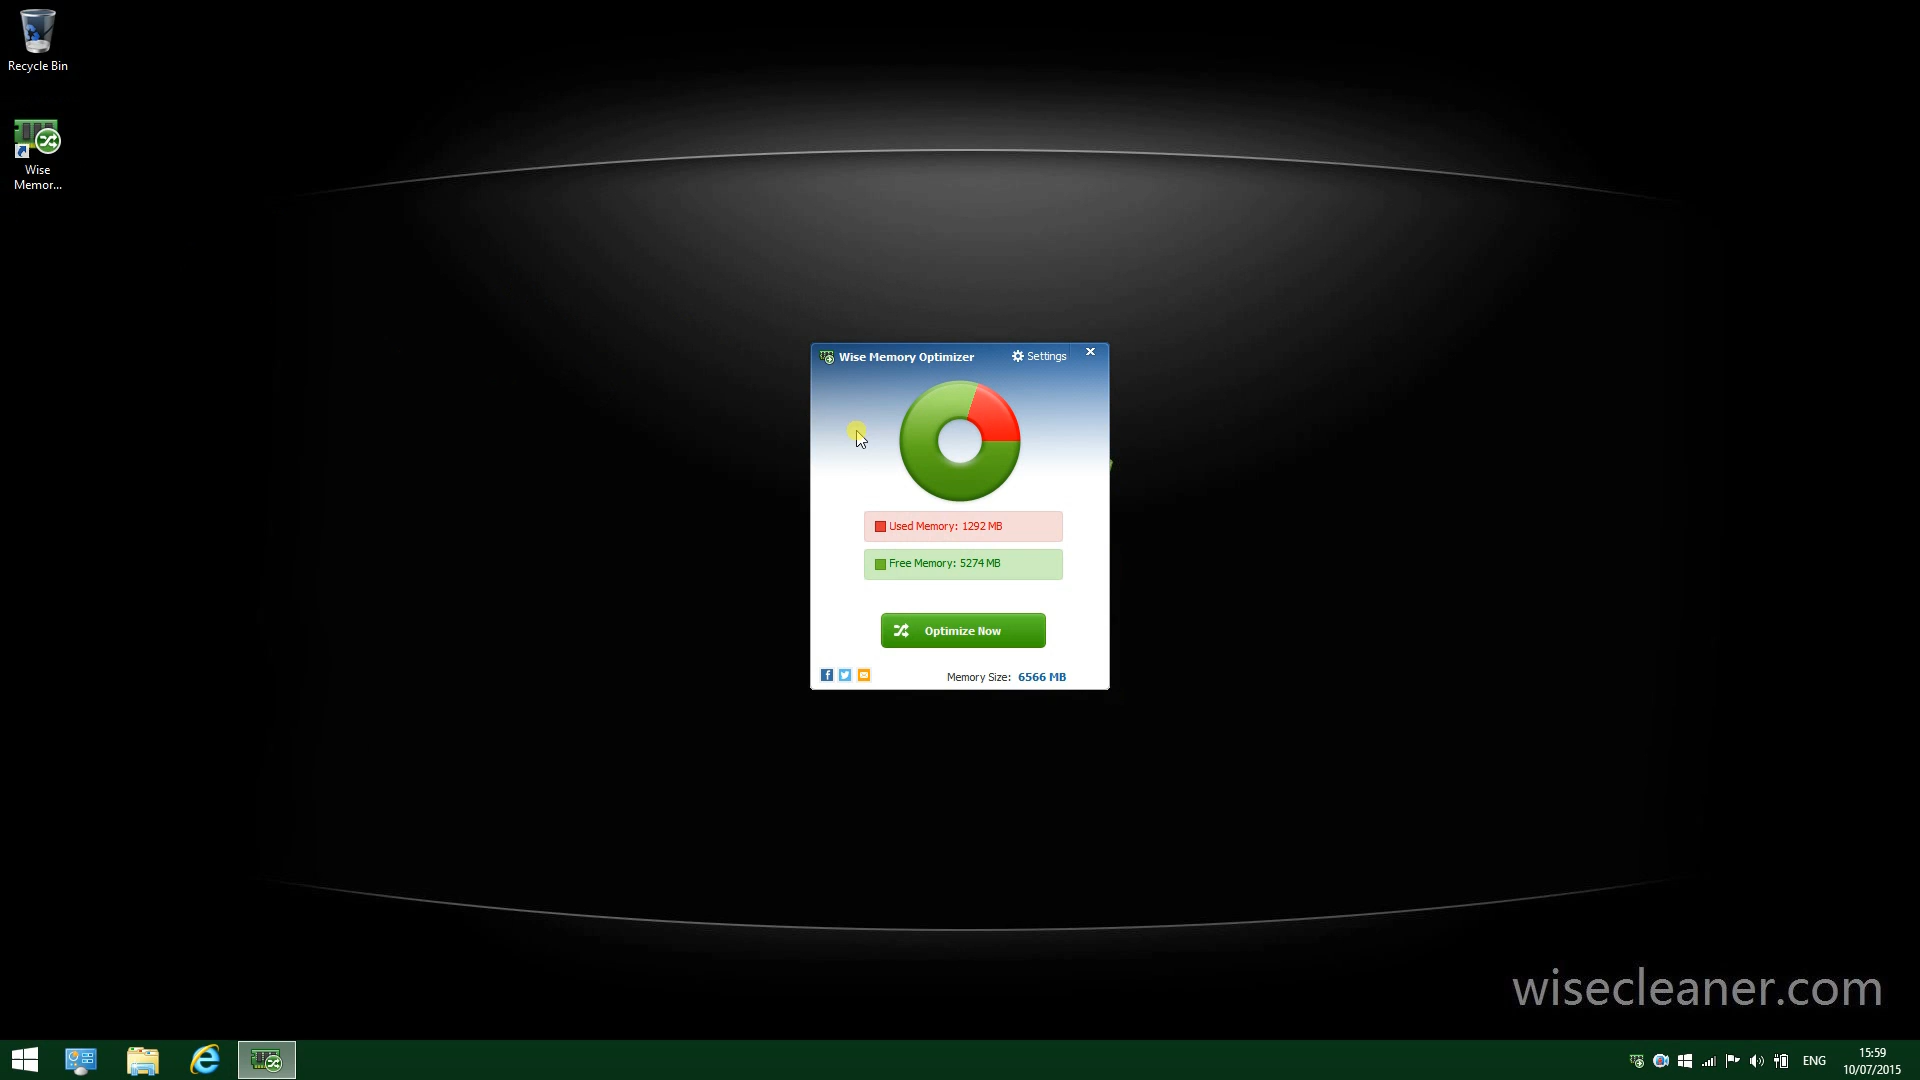 Recycle Bin
Wise
Memor...
Wise Memory Optimizer
Settings
Used Memory: 1292 MB
Free Memory: 5274 MB
Optimize Now
Memory Size: 6566 MB
wisecleaner.com
ENG
15:59
10/07/2015